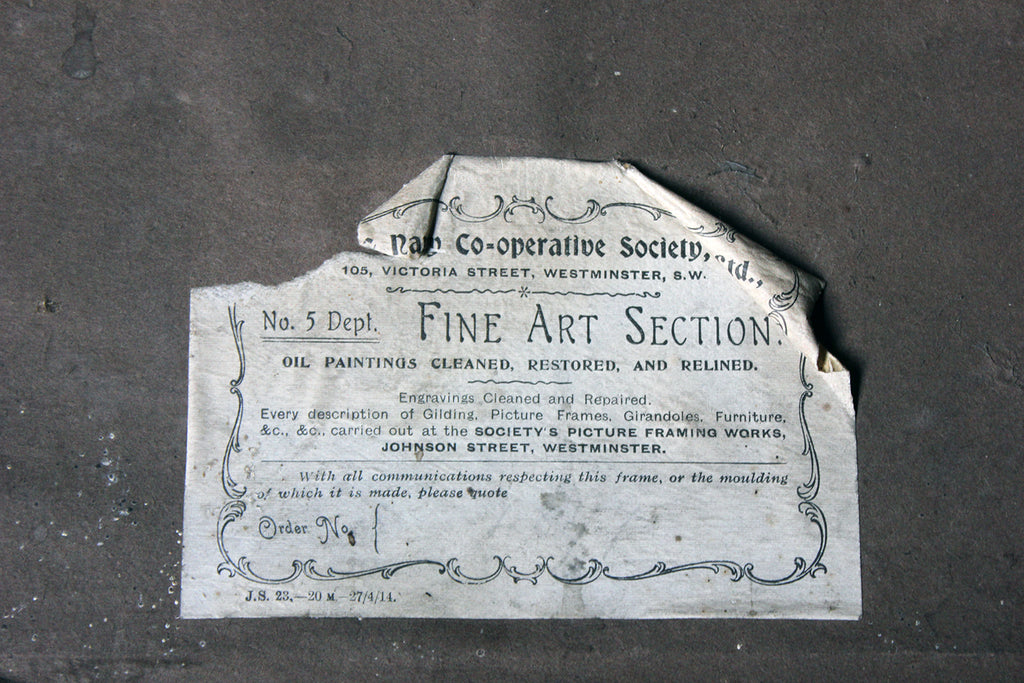 Navy Co-operative Society, Ltd.,
105, VICTORIA STREET, WESTMINSTER, S.W.
No. 5 Dept. FINE ART SECTION.
OIL PAINTINGS CLEANED, RESTORED, AND RELINED.
Engravings Cleaned and Repaired.
Every description of Gilding, Picture Frames, Girandoles, Furniture,
&c., &c., carried out at the SOCIETY'S PICTURE FRAMING WORKS,
JOHNSON STREET, WESTMINSTER.
With all communications respecting this frame, or the moulding
of which it is made, please quote
Order No. {
J.S. 23.—20 M.—27/4/14.